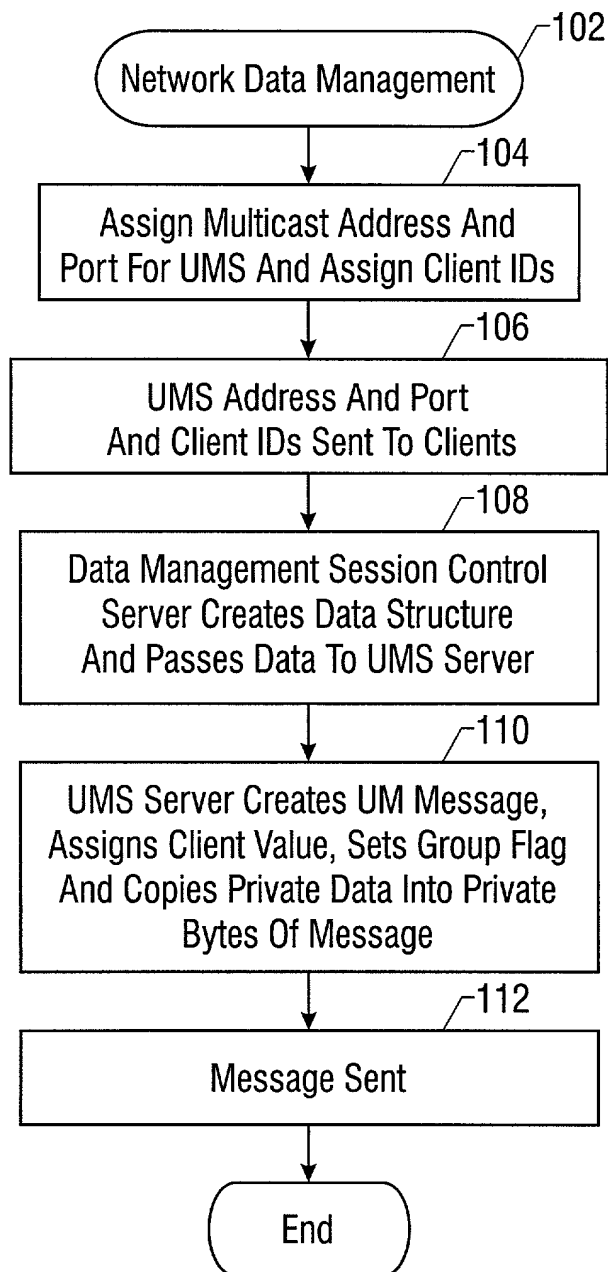 102
Network Data Management
104
Assign Multicast Address And
Port For UMS And Assign Client IDs
106
UMS Address And Port
And Client IDs Sent To Clients
108
Data Management Session Control
Server Creates Data Structure
And Passes Data To UMS Server
110
UMS Server Creates UM Message,
Assigns Client Value, Sets Group Flag
And Copies Private Data Into Private
Bytes Of Message
112
Message Sent
End